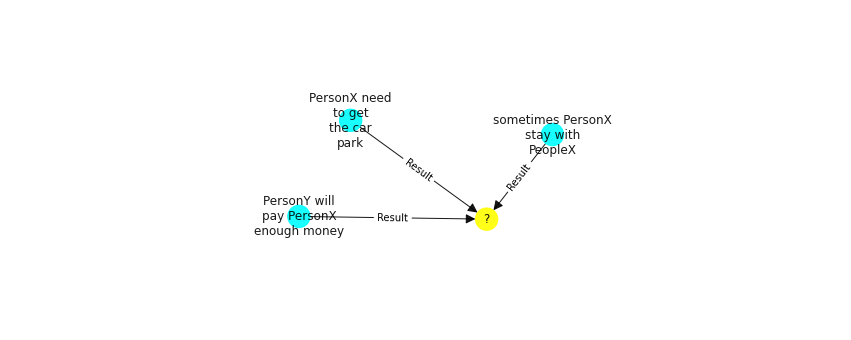 PersonX need
to get
the car
park
sometimes PersonX
stay with
PeopleX
Result
Result
PersonY will
pay PersonX
enough money
Result
?